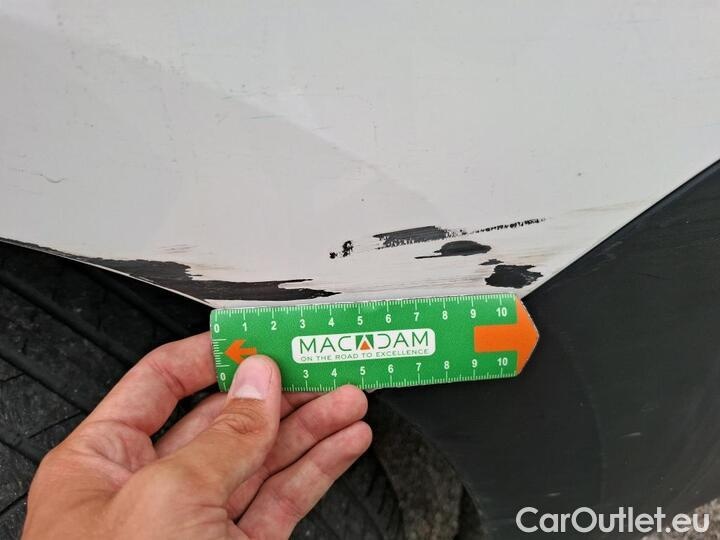 0 1 2 3 4 5 6 7 8 9 10
MACADAM
ON THE ROAD TO EXCELLENCE
0 3 4 5 6 7 8 9 10
CarOutlet.eu